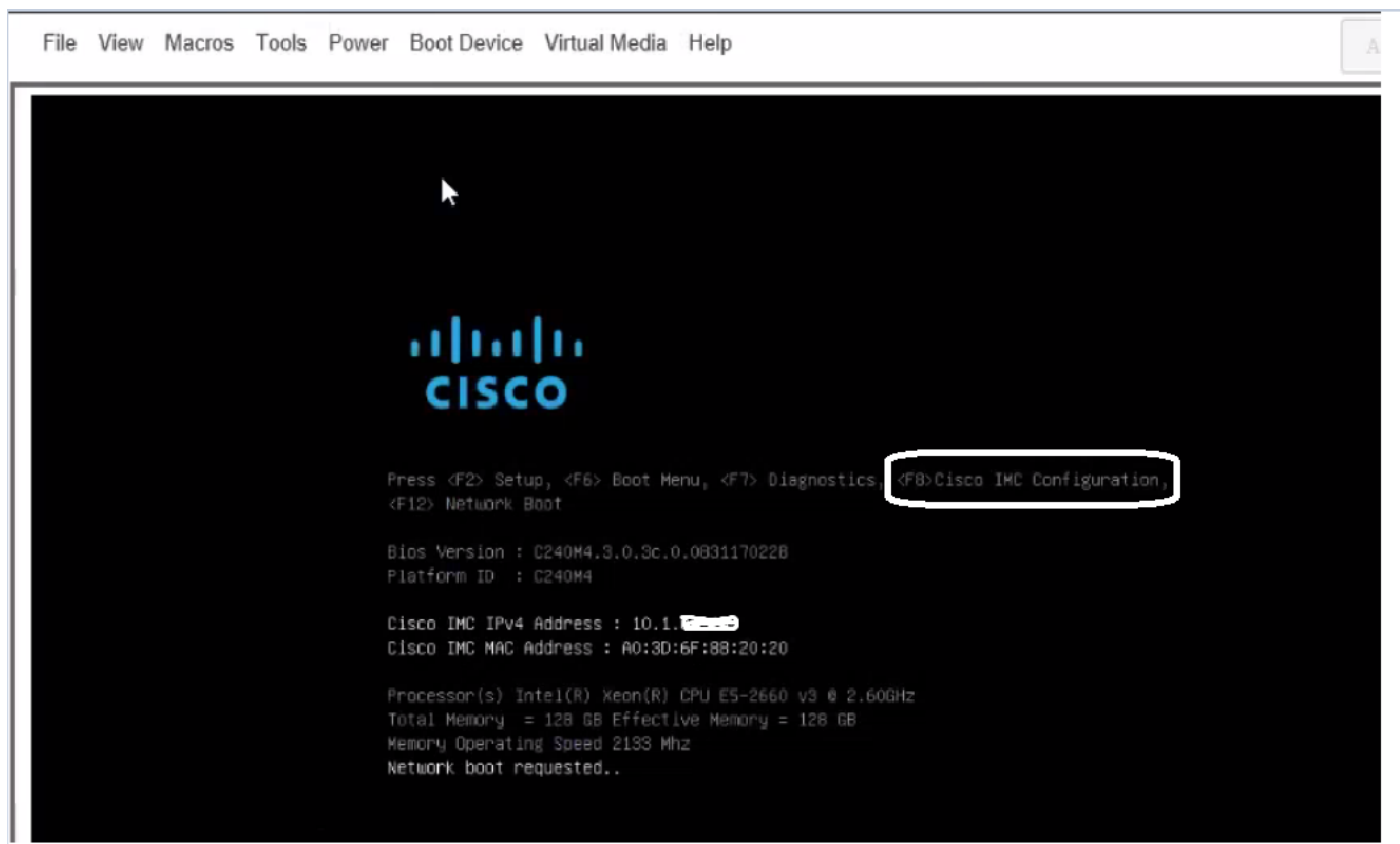 File View Macros Tools Power Boot Device Virtual Media Help A
CISCO
Press <F2> Setup, <F6> Boot Menu, <F7> Diagnostics, <F8>Cisco IMC Configuration,
<F12> Network Boot
Bios Version : C240M4.3.0.3c.0.0831170228
Platform ID : C240M4
Cisco IMC IPv4 Address : 10.1.
Cisco IMC MAC Address : A0:3D:6F:8B:20:20
Processor(s) Intel(R) Xeon(R) CPU E5-2660 v3 @ 2.60GHz
Total Memory = 128 GB Effective Memory = 128 GB
Memory Operating Speed 2133 Mhz
Network boot requested..